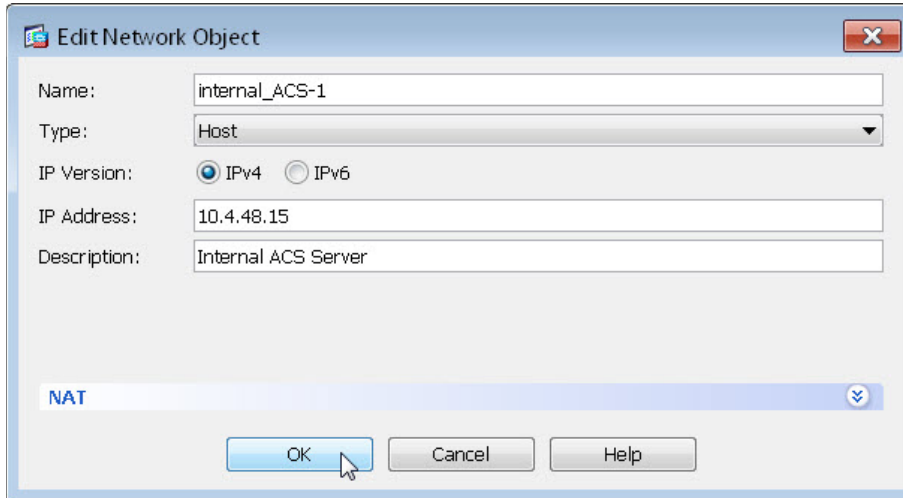 Edit Network Object
Name: internal_ACS-1
Type: Host
IP Version: IPv4 IPv6
IP Address: 10.4.48.15
Description: Internal ACS Server
NAT
OK Cancel Help